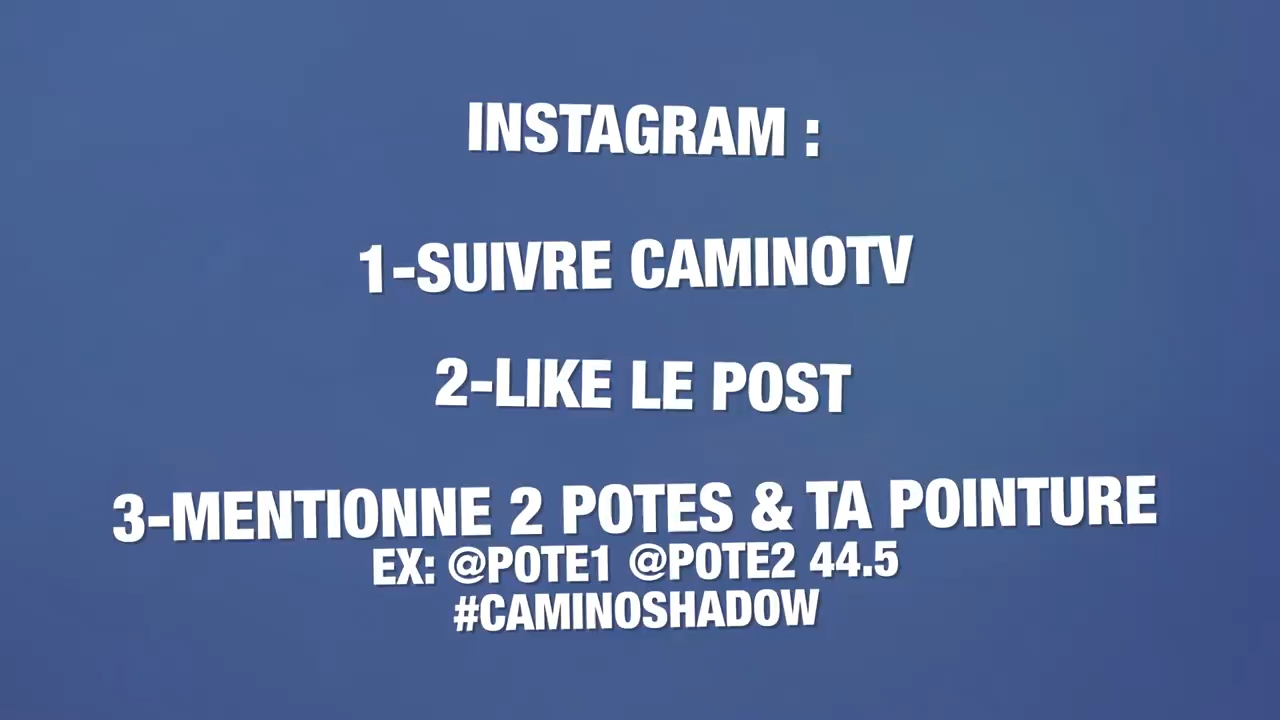 INSTAGRAM :
1-SUIVRE CAMINOTV
2-LIKE LE POST
3-MENTIONNE 2 POTES & TA POINTURE
EX: @POTE1 @POTE2 44.5
#CAMINOSHADOW